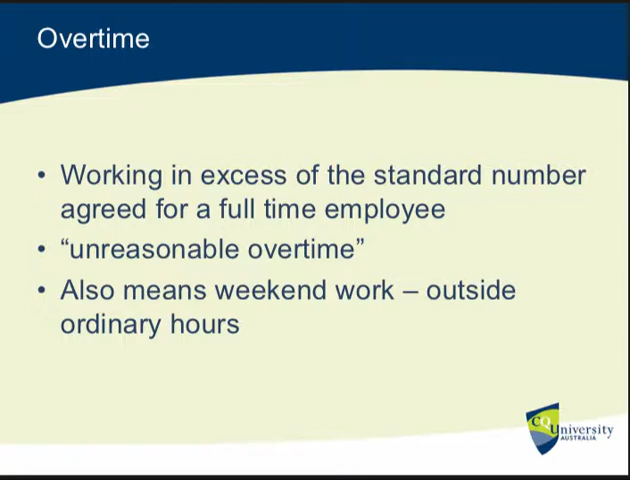 Overtime
• Working in excess of the standard number
agreed for a full time employee
• “unreasonable overtime”
• Also means weekend work – outside
ordinary hours
CQUniversity
AUSTRALIA